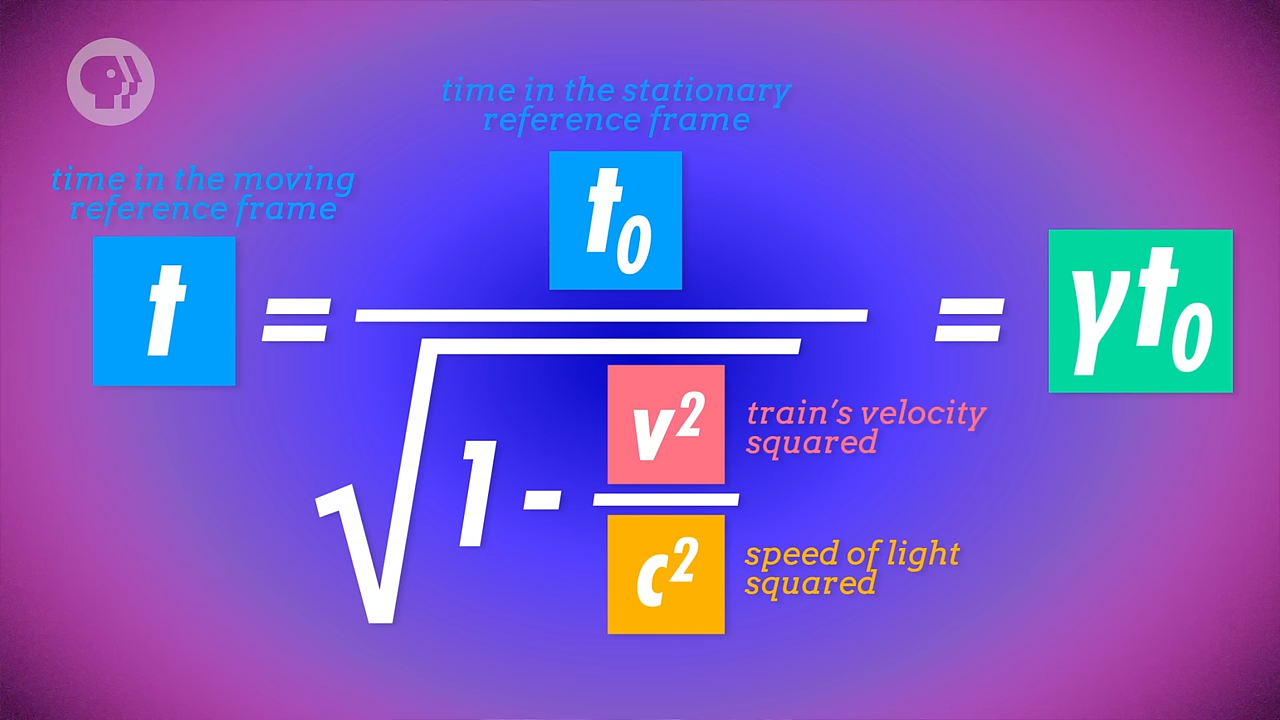 time in the stationary
reference frame
time in the moving
reference frame
t = t₀ / √1 - v²/c² = γt₀
train's velocity
squared
speed of light
squared